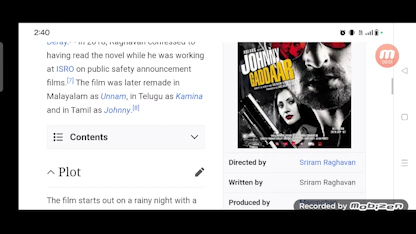 2:40
Deray.[6] In 2018, Raghavan confessed to
having read the novel while he was working
at ISRO on public safety announcement
films.[7] The film was later remade in
Malayalam as Unnam, in Telugu as Kamina
and in Tamil as Johnny.[8]
Contents
Plot
The film starts out on a rainy night with a
JOHNNY
GADDAAR
Directed by Sriram Raghavan
Written by Sriram Raghavan
Produced by
Recorded by Mobizen